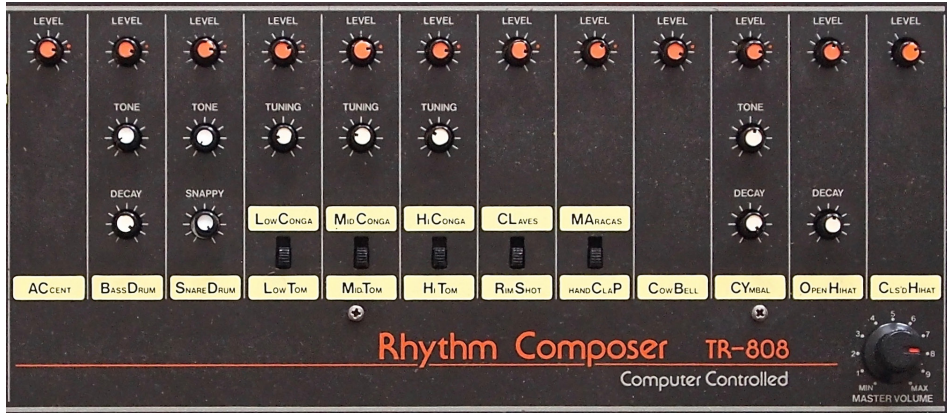 LEVEL LEVEL LEVEL LEVEL LEVEL LEVEL LEVEL LEVEL LEVEL LEVEL LEVEL LEVEL
TONE TONE TUNING TUNING TUNING TONE
DECAY SNAPPY DECAY DECAY
LOWCONGA MIDCONGA HICONGA CLAVES MARACAS
ACCENT BASSDRUM SNAREDRUM LOWTOM MIDTOM HITOM RIMSHOT HANDCLAP COWBELL CYMBAL OPENHIHAT CLS'DHIHAT
Rhythm Composer TR-808
Computer Controlled
1 2 3 4 5 6 7 8 9
MIN MAX
MASTER VOLUME